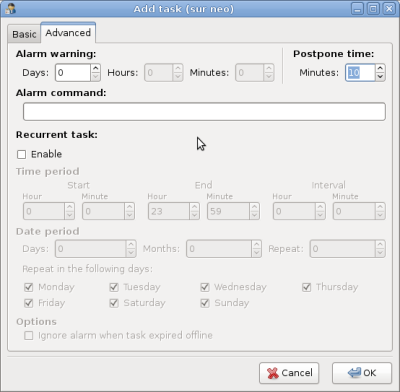 Add task (sur neo)
Basic Advanced
Alarm warning: Postpone time:
Days: 0 Hours: 0 Minutes: 0 Minutes: 10
Alarm command:
Recurrent task:
Enable
Time period
Start End Interval
Hour Minute Hour Minute Hour Minute
0 0 23 59 0 0
Date period
Days: 0 Months: 0 Repeat: 0
Repeat in the following days:
Monday Tuesday Wednesday Thursday
Friday Saturday Sunday
Options
Ignore alarm when task expired offline
Cancel OK